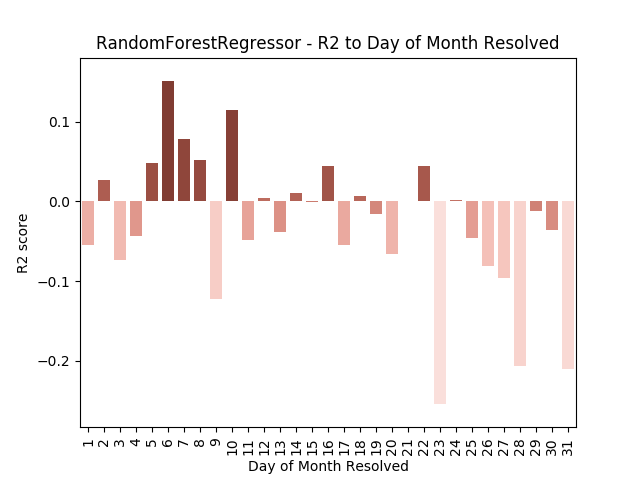 RandomForestRegressor - R2 to Day of Month Resolved
0.1
0.0
−0.1
−0.2
R2 score
1 2 3 4 5 6 7 8 9 10 11 12 13 14 15 16 17 18 19 20 21 22 23 24 25 26 27 28 29 30 31
Day of Month Resolved